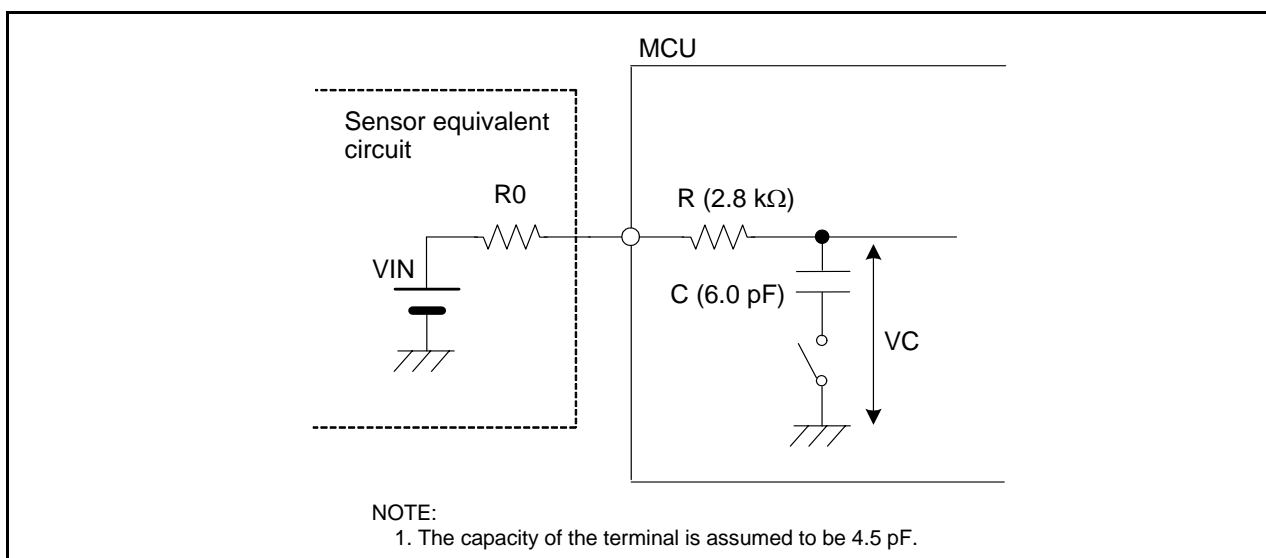 MCU
Sensor equivalent
circuit
R0
R (2.8 kΩ)
VIN
C (6.0 pF)
VC
NOTE:
1. The capacity of the terminal is assumed to be 4.5 pF.